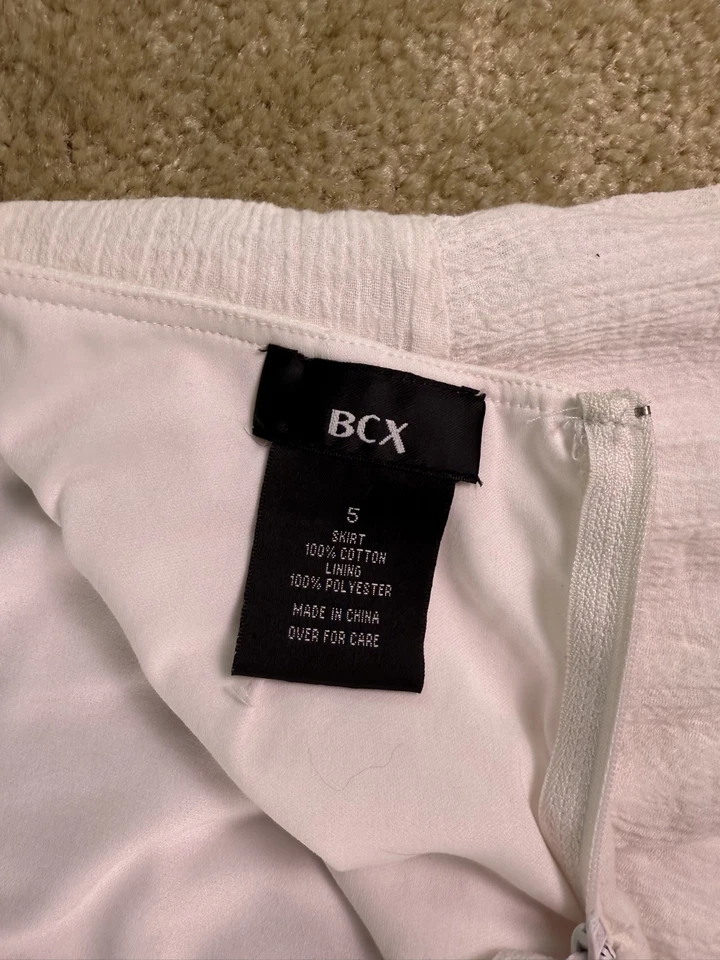 BCX
5
SKIRT
100% COTTON
LINING
100% POLYESTER
MADE IN CHINA
OVER FOR CARE